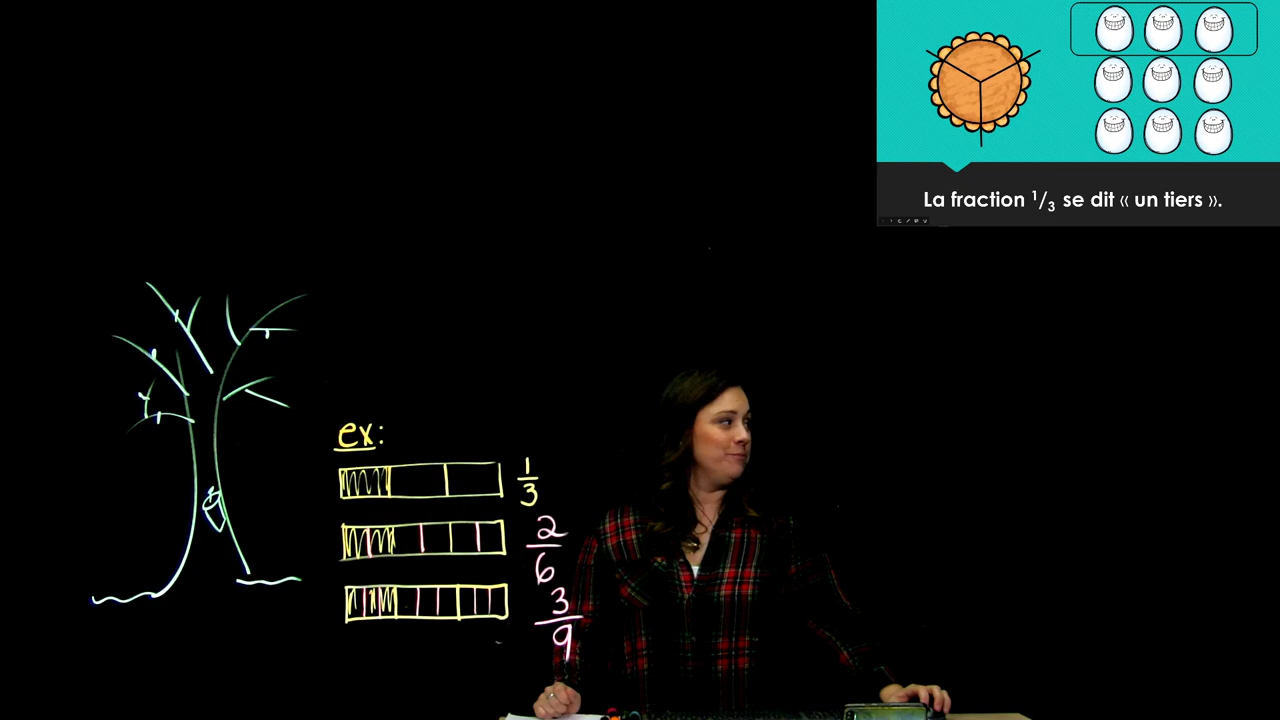 La fraction 1/3 se dit « un tiers ».
ex:
1/3
2/6
3/9